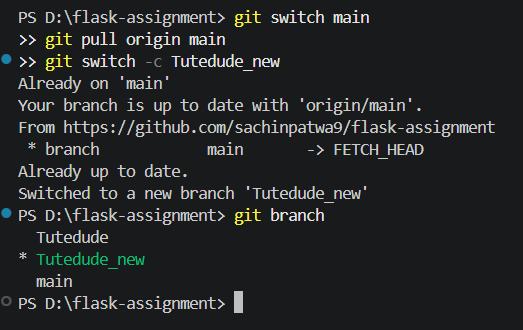 PS D:\flask-assignment> git switch main
>> git pull origin main
>> git switch -c Tutedude_new
Already on 'main'
Your branch is up to date with 'origin/main'.
From https://github.com/sachinpatwa9/flask-assignment
 * branch            main       -> FETCH_HEAD
Already up to date.
Switched to a new branch 'Tutedude_new'
PS D:\flask-assignment> git branch
  Tutedude
* Tutedude_new
  main
PS D:\flask-assignment>